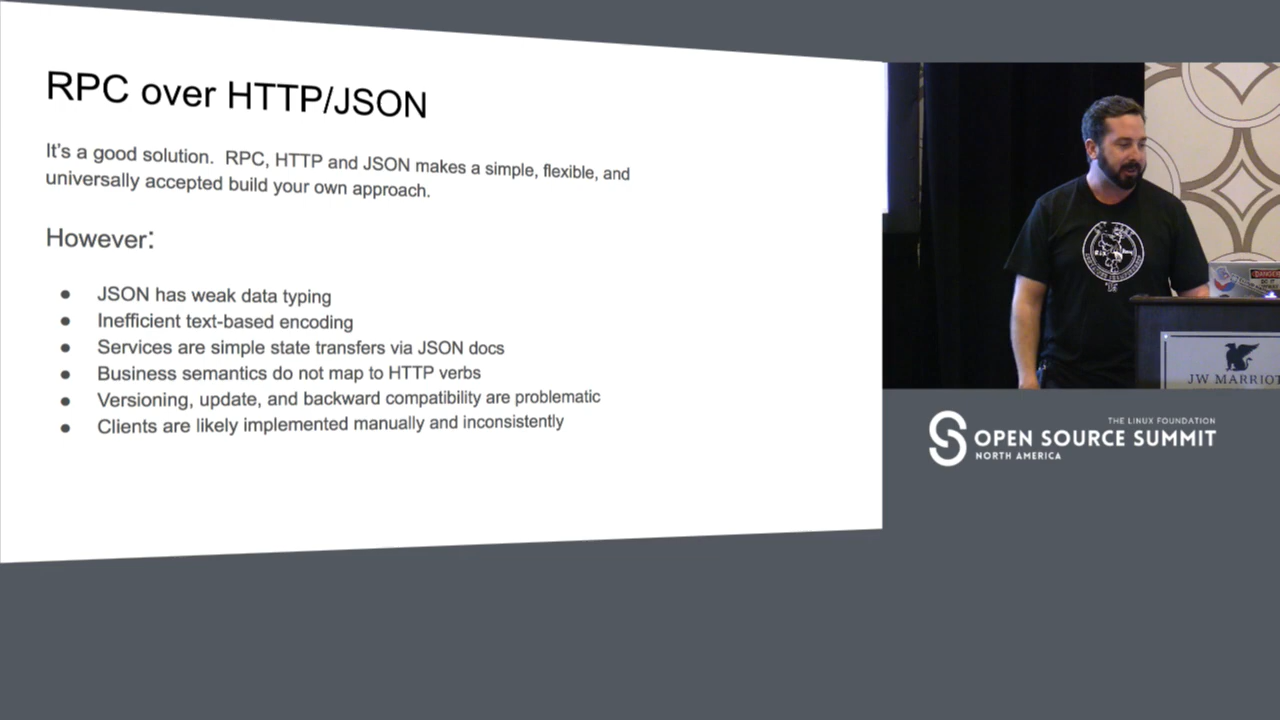 RPC over HTTP/JSON
It's a good solution.  RPC, HTTP and JSON makes a simple, flexible, and
universally accepted build your own approach.
However:
● JSON has weak data typing
● Inefficient text-based encoding
● Services are simple state transfers via JSON docs
● Business semantics do not map to HTTP verbs
● Versioning, update, and backward compatibility are problematic
● Clients are likely implemented manually and inconsistently
DANGER
JW MARRIOT
THE LINUX FOUNDATION
OPEN SOURCE SUMMIT
NORTH AMERICA